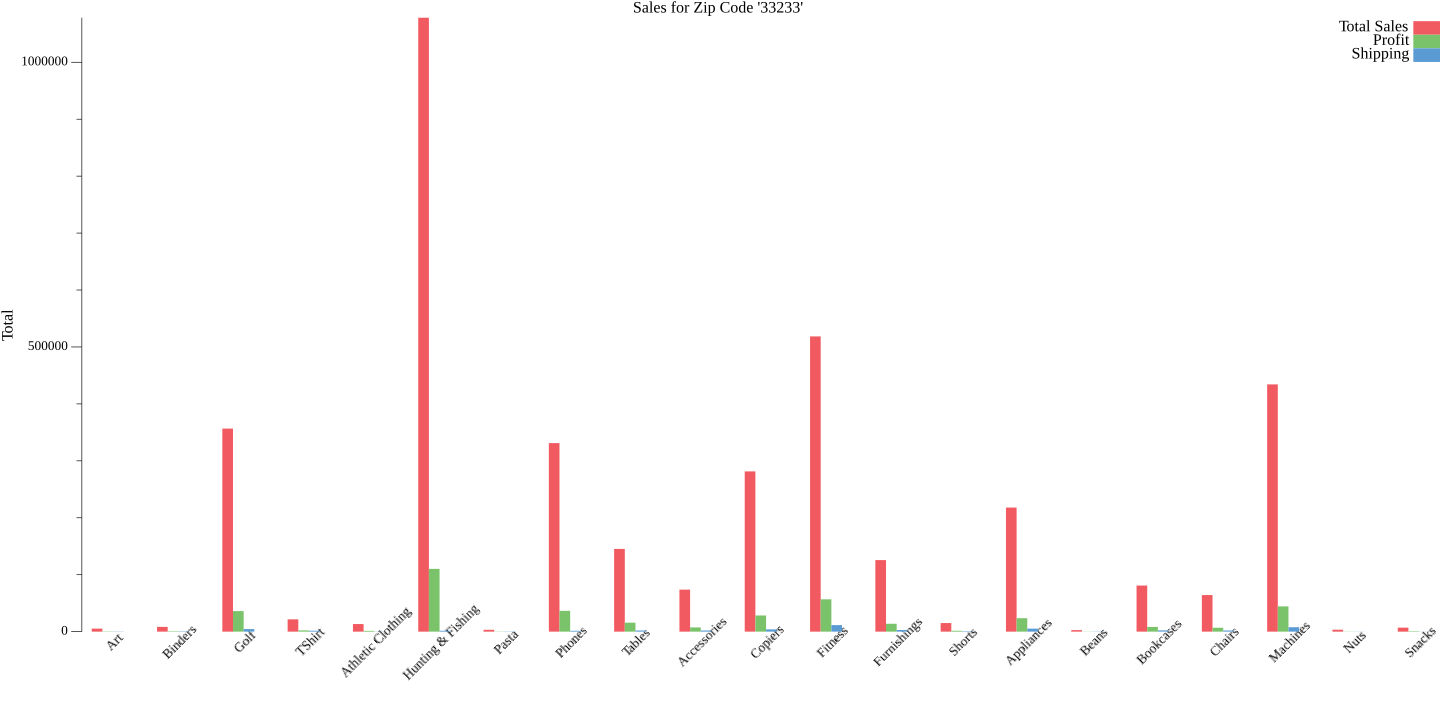 Sales for Zip Code '33233'
Total Sales
Profit
Shipping
1000000
500000
0
Total
Art
Binders
Golf
TShirt
Athletic Clothing
Hunting & Fishing
Pasta
Phones
Tables
Accessories
Copiers
Fitness
Furnishings
Shorts
Appliances
Beans
Bookcases
Chairs
Machines
Nuts
Snacks